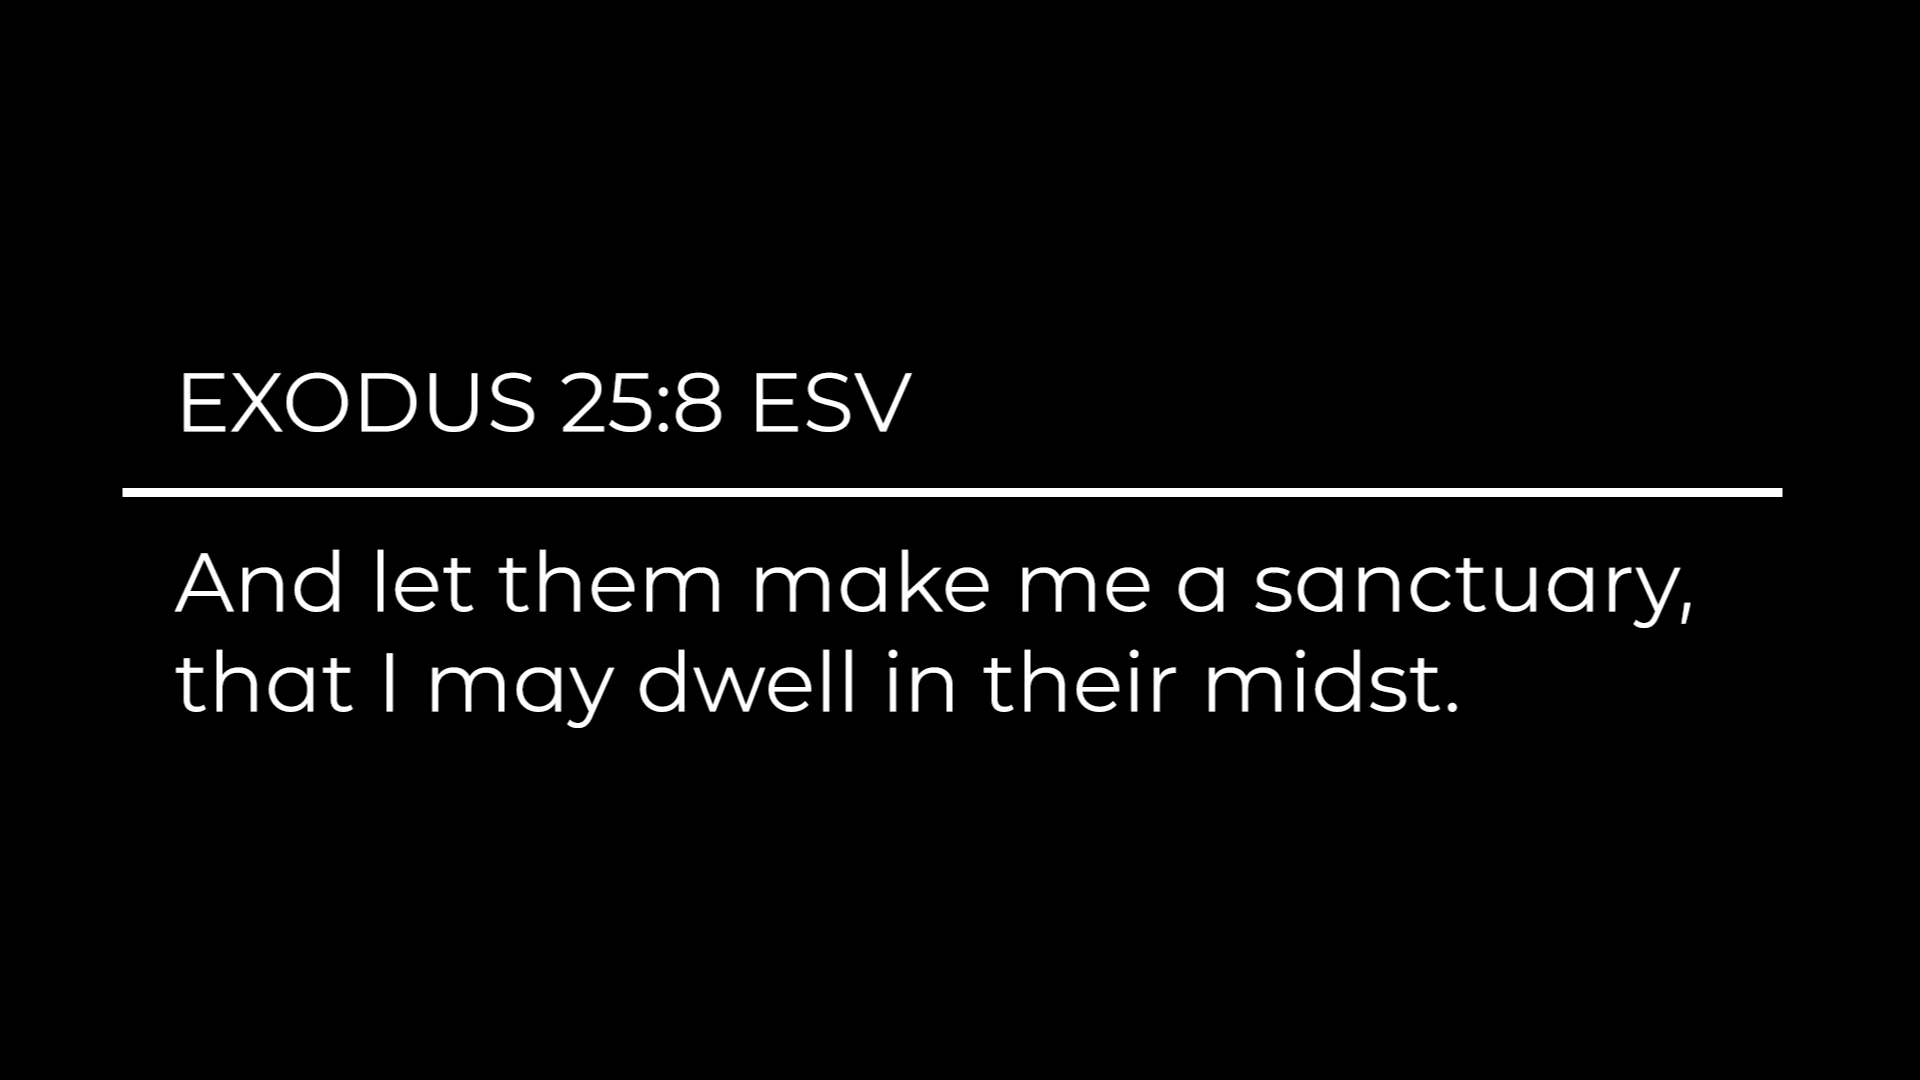 EXODUS 25:8 ESV
And let them make me a sanctuary,
that I may dwell in their midst.